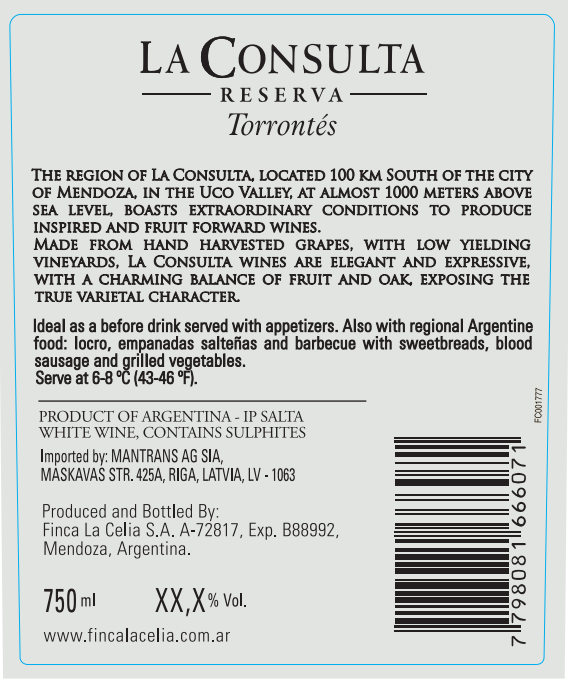 LA CONSULTA
RESERVA
Torrontés
THE REGION OF LA CONSULTA, LOCATED 100 KM SOUTH OF THE CITY
OF MENDOZA, IN THE UCO VALLEY, AT ALMOST 1000 METERS ABOVE
SEA LEVEL, BOASTS EXTRAORDINARY CONDITIONS TO PRODUCE
INSPIRED AND FRUIT FORWARD WINES.
MADE FROM HAND HARVESTED GRAPES, WITH LOW YIELDING
VINEYARDS, LA CONSULTA WINES ARE ELEGANT AND EXPRESSIVE,
WITH A CHARMING BALANCE OF FRUIT AND OAK, EXPOSING THE
TRUE VARIETAL CHARACTER.
Ideal as a before drink served with appetizers. Also with regional Argentine
food: locro, empanadas salteñas and barbecue with sweetbreads, blood
sausage and grilled vegetables.
Serve at 6-8 ºC (43-46 ºF).
PRODUCT OF ARGENTINA - IP SALTA
WHITE WINE, CONTAINS SULPHITES
Imported by: MANTRANS AG SIA,
MASKAVAS STR. 425A, RIGA, LATVIA, LV - 1063
Produced and Bottled By:
Finca La Celia S.A. A-72817, Exp. B88992,
Mendoza, Argentina.
750 ml XX,X% Vol.
www.fincalacelia.com.ar
FC001777
7 798081 666071